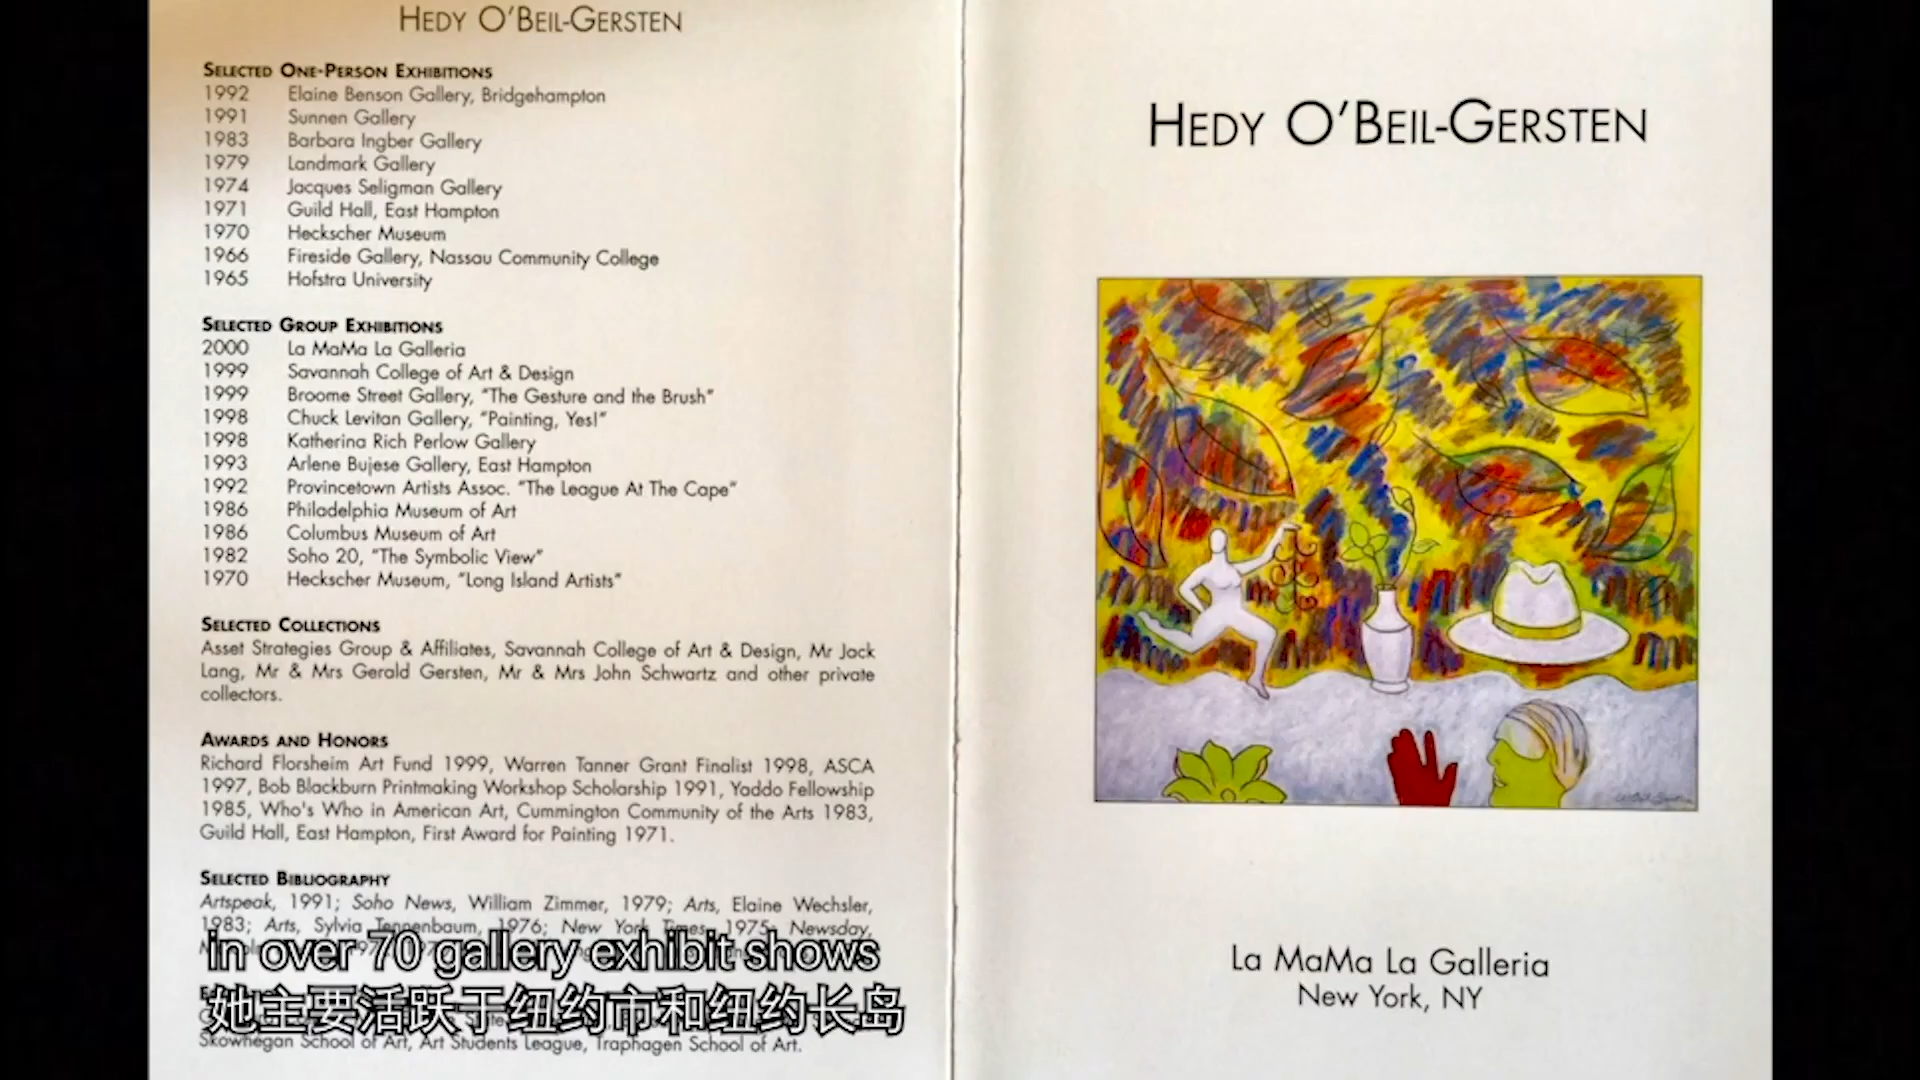 HEDY O'BEIL-GERSTEN
SELECTED ONE-PERSON EXHIBITIONS
1992 Elaine Benson Gallery, Bridgehampton
1991 Sunnen Gallery
1983 Barbara Ingber Gallery
1979 Landmark Gallery
1974 Jacques Seligman Gallery
1971 Guild Hall, East Hampton
1970 Heckscher Museum
1966 Fireside Gallery, Nassau Community College
1965 Hofstra University
SELECTED GROUP EXHIBITIONS
2000 La MaMa La Galleria
1999 Savannah College of Art & Design
1999 Broome Street Gallery, "The Gesture and the Brush"
1998 Chuck Levitan Gallery, "Painting, Yes!"
1998 Katherina Rich Perlow Gallery
1993 Arlene Bujese Gallery, East Hampton
1992 Provincetown Artists Assoc. "The League At The Cape"
1986 Philadelphia Museum of Art
1986 Columbus Museum of Art
1982 Soho 20, "The Symbolic View"
1970 Heckscher Museum, "Long Island Artists"
SELECTED COLLECTIONS
Asset Strategies Group & Affiliates, Savannah College of Art & Design, Mr Jack
Lang, Mr & Mrs Gerald Gersten, Mr & Mrs John Schwartz and other private
collectors.
AWARDS AND HONORS
Richard Florsheim Art Fund 1999, Warren Tanner Grant Finalist 1998, ASCA
1997, Bob Blackburn Printmaking Workshop Scholarship 1991, Yaddo Fellowship
1985, Who's Who in American Art, Cummington Community of the Arts 1983,
Guild Hall, East Hampton, First Award for Painting 1971.
SELECTED BIBLIOGRAPHY
Artspeak, 1991; Soho News, William Zimmer, 1979; Arts, Elaine Wechsler,
1983; Arts, Sylvia Tennenbaum, 1976; New York Times, 1975; Newsday,
Skowhegan School of Art, Art Students League, Traphagen School of Art.
in over 70 gallery exhibit shows
她主要活跃于纽约市和纽约长岛
HEDY O'BEIL-GERSTEN
La MaMa La Galleria
New York, NY